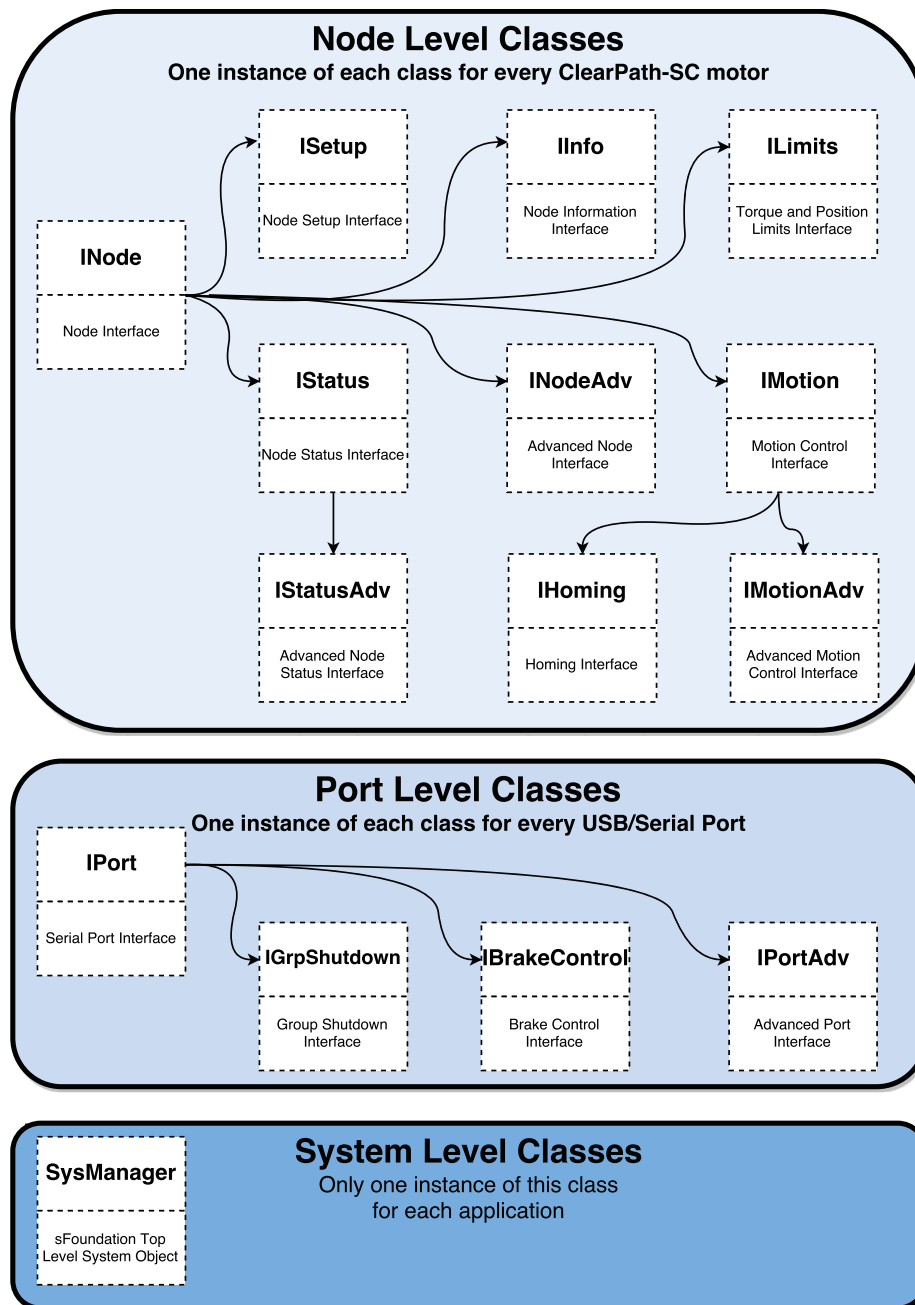 Node Level Classes
One instance of each class for every ClearPath-SC motor
ISetup
Node Setup Interface
IInfo
Node Information
Interface
ILimits
Torque and Position
Limits Interface
INode
Node Interface
IStatus
Node Status Interface
INodeAdv
Advanced Node
Interface
IMotion
Motion Control
Interface
IStatusAdv
Advanced Node
Status Interface
IHoming
Homing Interface
IMotionAdv
Advanced Motion
Control Interface
Port Level Classes
One instance of each class for every USB/Serial Port
IPort
Serial Port Interface
IGrpShutdown
Group Shutdown
Interface
IBrakeControl
Brake Control
Interface
IPortAdv
Advanced Port
Interface
System Level Classes
Only one instance of this class
for each application
SysManager
sFoundation Top
Level System Object